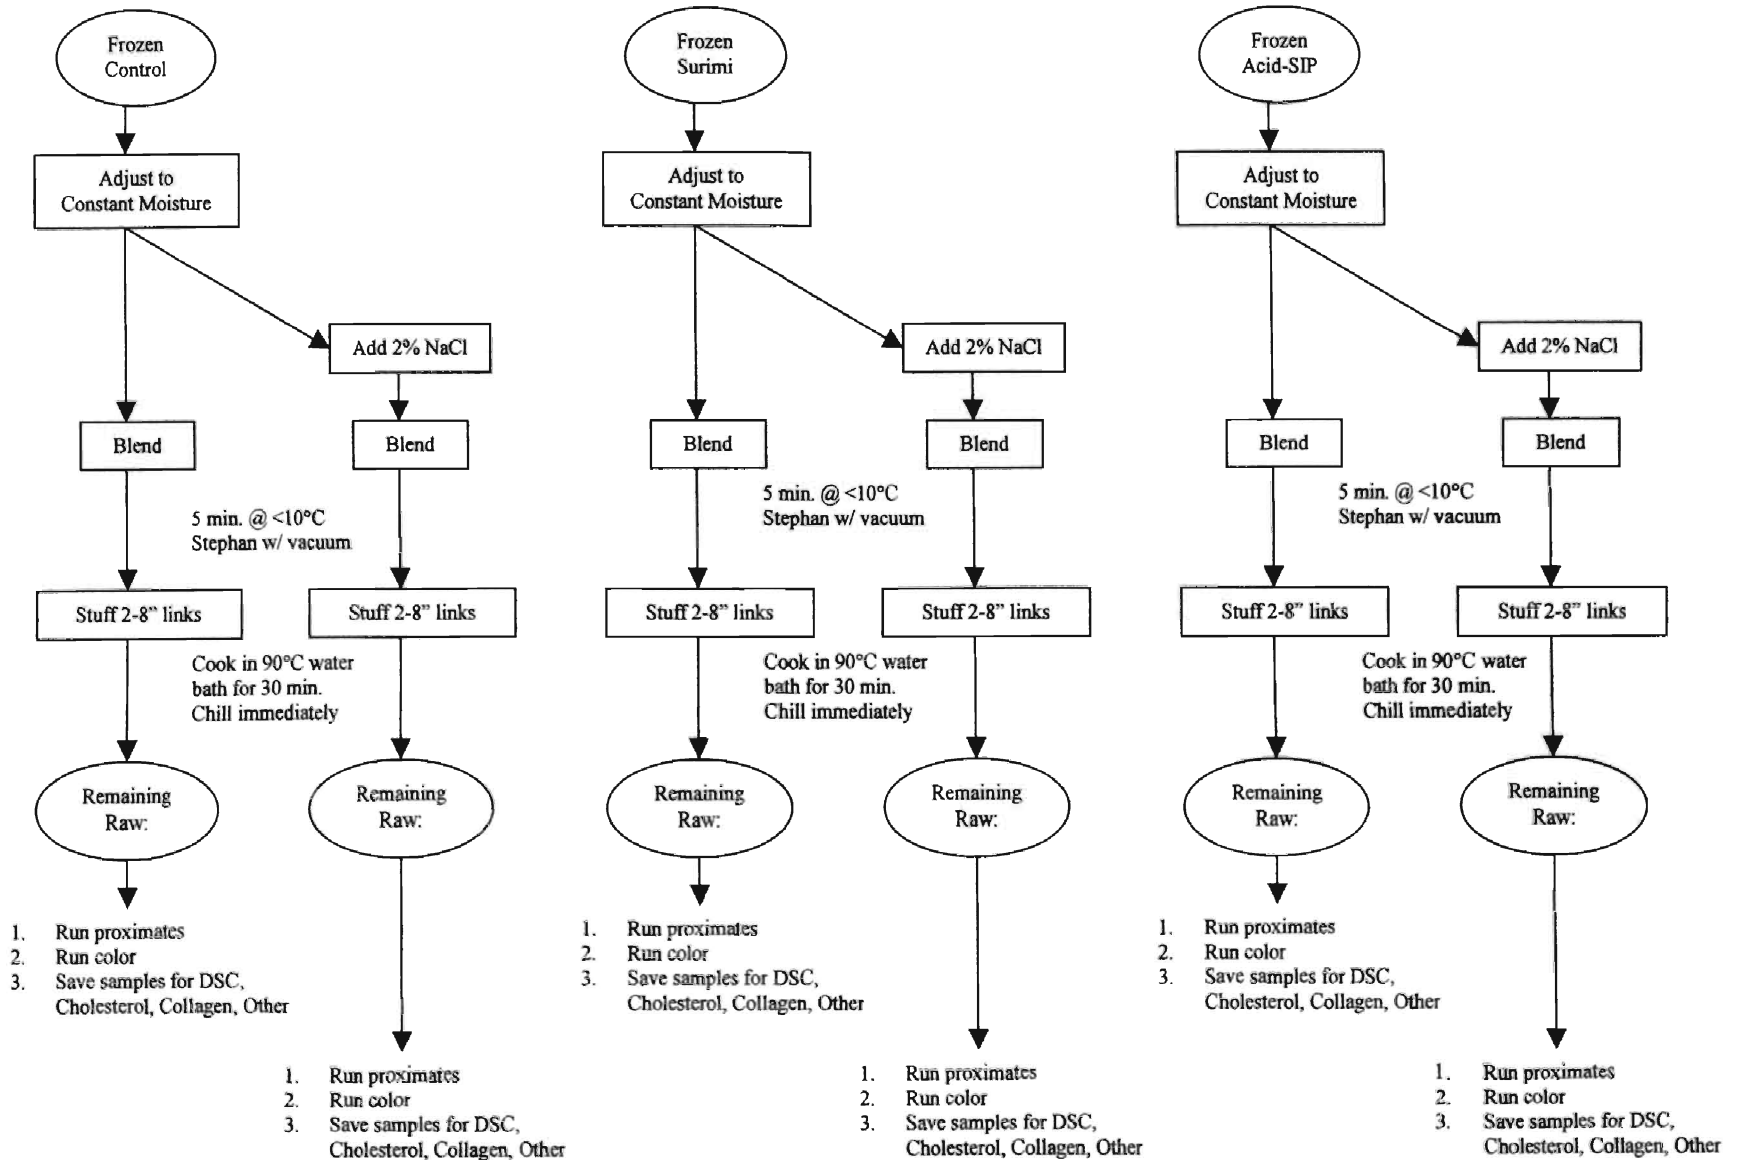 Frozen
Control
Adjust to
Constant Moisture
Add 2% NaCl
Blend
Blend
5 min. @ <10°C
Stephan w/ vacuum
Stuff 2-8” links
Stuff 2-8” links
Cook in 90°C water
bath for 30 min.
Chill immediately
Remaining
Raw:
Remaining
Raw:
1. Run proximates
2. Run color
3. Save samples for DSC,
Cholesterol, Collagen, Other
1. Run proximates
2. Run color
3. Save samples for DSC,
Cholesterol, Collagen, Other
Frozen
Surimi
Adjust to
Constant Moisture
Add 2% NaCl
Blend
Blend
5 min. @ <10°C
Stephan w/ vacuum
Stuff 2-8” links
Stuff 2-8” links
Cook in 90°C water
bath for 30 min.
Chill immediately
Remaining
Raw:
Remaining
Raw:
1. Run proximates
2. Run color
3. Save samples for DSC,
Cholesterol, Collagen, Other
1. Run proximates
2. Run color
3. Save samples for DSC,
Cholesterol, Collagen, Other
Frozen
Acid-SIP
Adjust to
Constant Moisture
Add 2% NaCl
Blend
Blend
5 min. @ <10°C
Stephan w/ vacuum
Stuff 2-8” links
Stuff 2-8” links
Cook in 90°C water
bath for 30 min.
Chill immediately
Remaining
Raw:
Remaining
Raw:
1. Run proximates
2. Run color
3. Save samples for DSC,
Cholesterol, Collagen, Other
1. Run proximates
2. Run color
3. Save samples for DSC,
Cholesterol, Collagen, Other